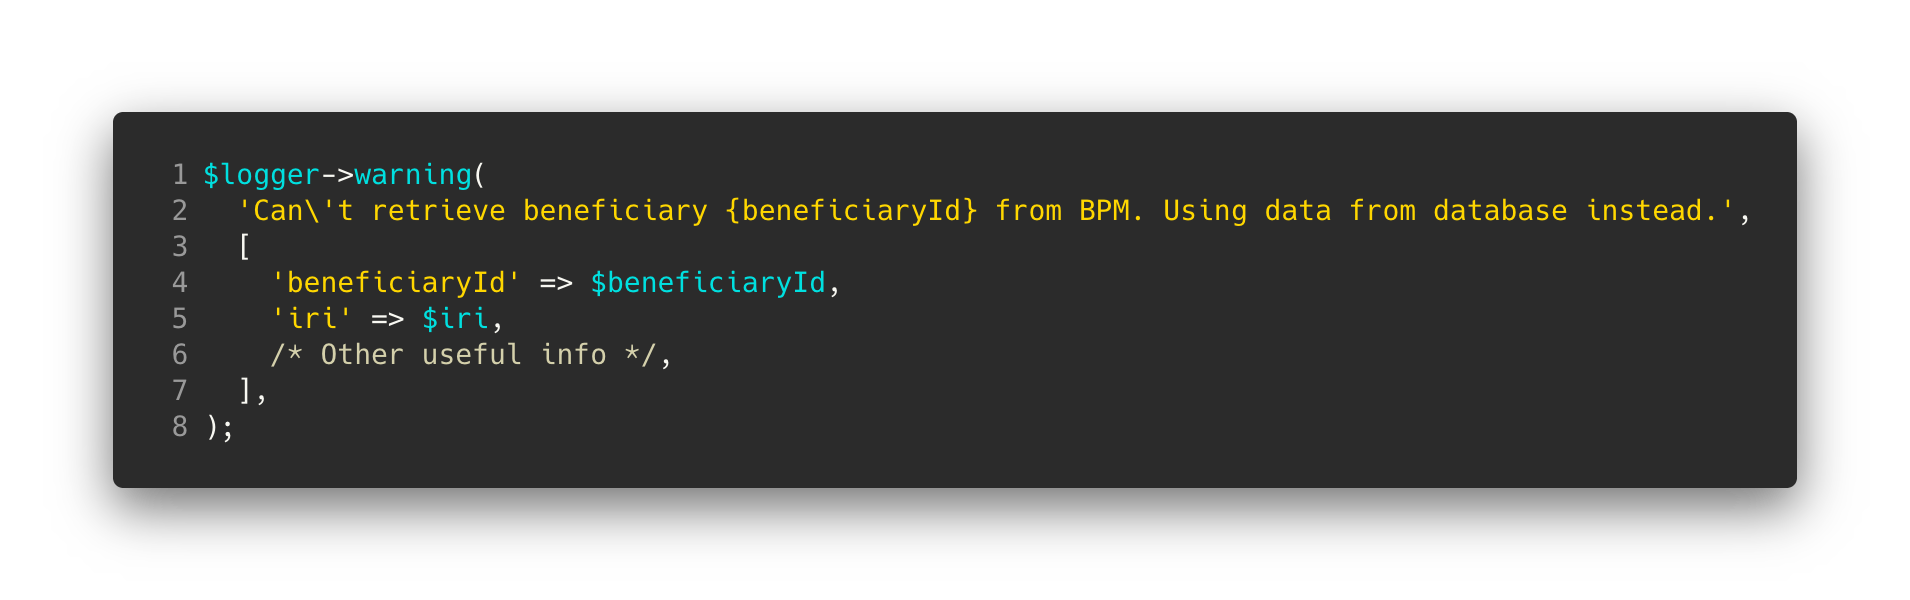 1 $logger->warning(
2   'Can\'t retrieve beneficiary {beneficiaryId} from BPM. Using data from database instead.',
3   [
4     'beneficiaryId' => $beneficiaryId,
5     'iri' => $iri,
6     /* Other useful info */,
7   ],
8 );